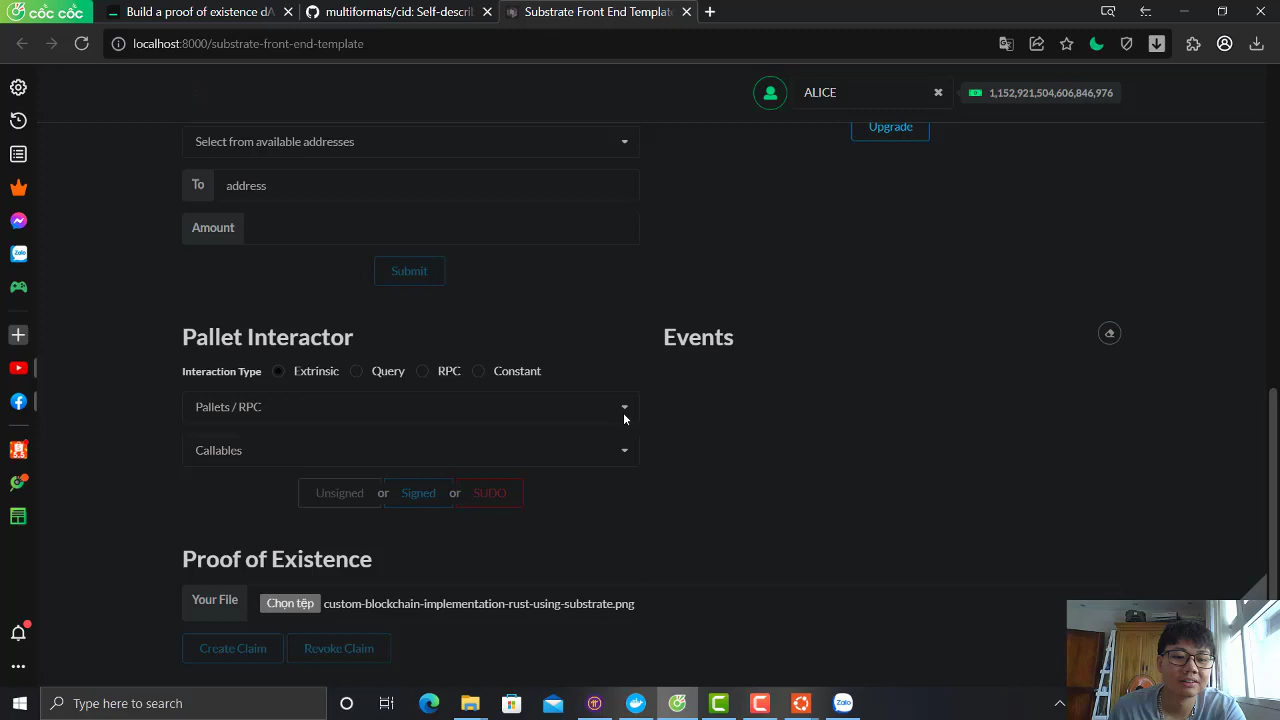 cốc cốc
Build a proof of existence dA
multiformats/cid: Self-descri
Substrate Front End Template
localhost:8000/substrate-front-end-template
ALICE
1,152,921,504,606,846,976
Select from available addresses
Upgrade
To
address
Amount
Submit
Pallet Interactor
Events
Interaction Type
Extrinsic
Query
RPC
Constant
Pallets / RPC
Callables
Unsigned
or
Signed
or
SUDO
Proof of Existence
Your File
Chọn tệp
custom-blockchain-implementation-rust-using-substrate.png
Create Claim
Revoke Claim
Type here to search